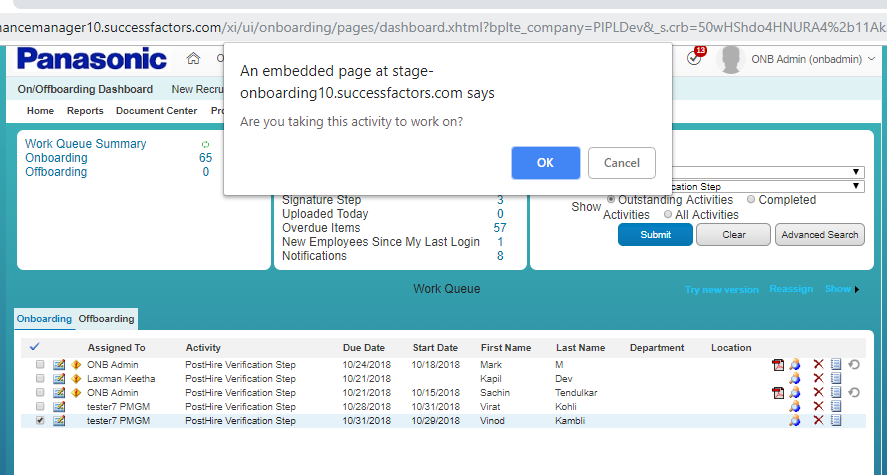 nancemanager10.successfactors.com/xi/ui/onboarding/pages/dashboard.xhtml?bplte_company=PIPLDev&_s.crb=50wHShdo4HNURA4%2b11Ak
Panasonic
13
ONB Admin (onbadmin)
An embedded page at stage-
onboarding10.successfactors.com says
Are you taking this activity to work on?
OK Cancel
On/Offboarding Dashboard New Recru
Home Reports Document Center Pro
Work Queue Summary
Onboarding 65
Offboarding 0
Signature Step 3
Uploaded Today 0
Overdue Items 57
New Employees Since My Last Login 1
Notifications 8
cation Step
Show Outstanding Activities Completed
Activities All Activities
Submit Clear Advanced Search
Work Queue Try new version Reassign Show
Onboarding Offboarding
Assigned To Activity Due Date Start Date First Name Last Name Department Location
ONB Admin PostHire Verification Step 10/24/2018 10/18/2018 Mark M
Laxman Keetha PostHire Verification Step 10/21/2018 Kapil Dev
ONB Admin PostHire Verification Step 10/21/2018 10/15/2018 Sachin Tendulkar
tester7 PMGM PostHire Verification Step 10/28/2018 10/31/2018 Virat Kohli
tester7 PMGM PostHire Verification Step 10/31/2018 10/29/2018 Vinod Kambli